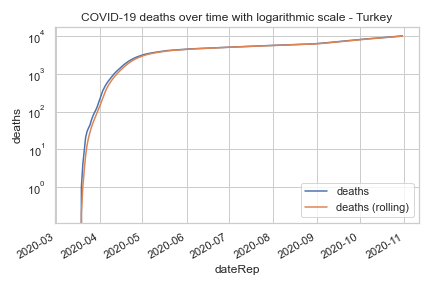 COVID-19 deaths over time with logarithmic scale - Turkey
10^4
10^3
10^2
10^1
10^0
deaths
deaths
deaths (rolling)
2020-03
2020-04
2020-05
2020-06
2020-07
2020-08
2020-09
2020-10
2020-11
dateRep